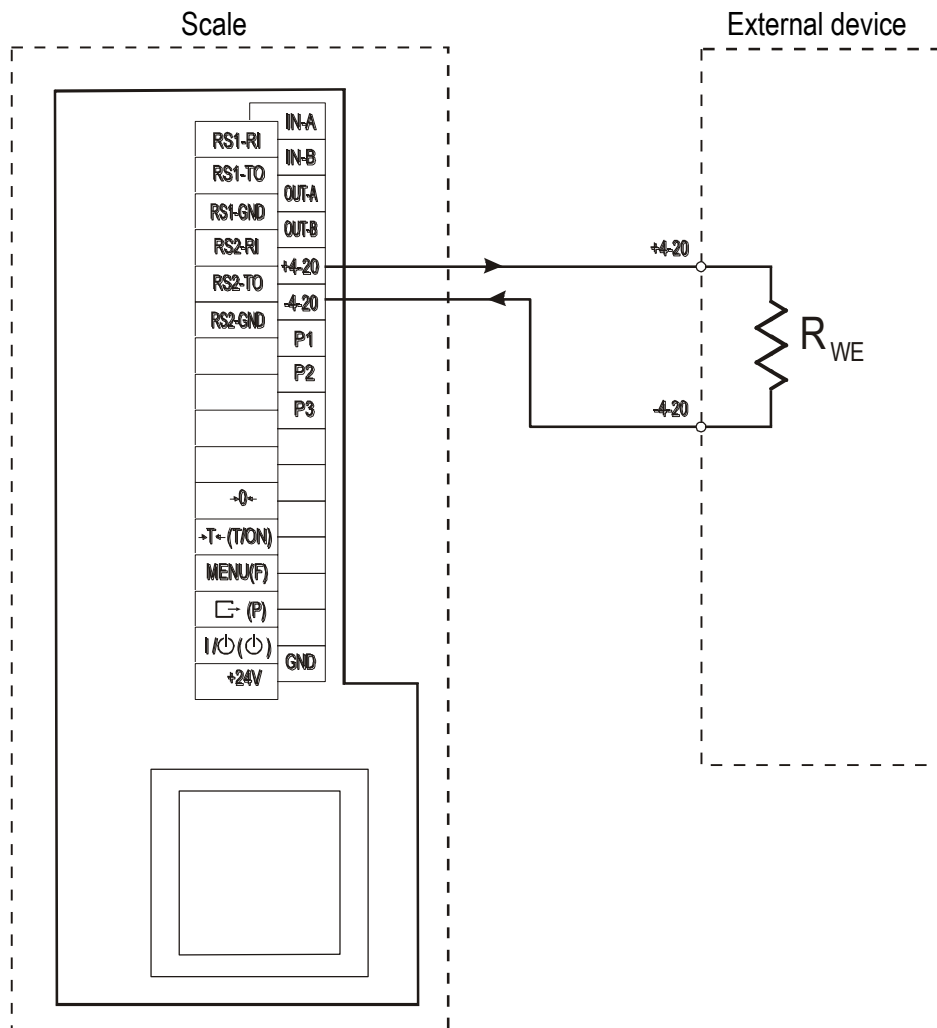 Scale
External device
RS1-RI
RS1-TO
RS1-GND
RS2-RI
RS2-TO
RS2-GND
→0←
→T←(T/ON)
MENU(F)
(P)
I/⏻(⏻)
+24V
IN-A
IN-B
OUT-A
OUT-B
+4-20
-4-20
P1
P2
P3
GND
+4-20
-4-20
RWE